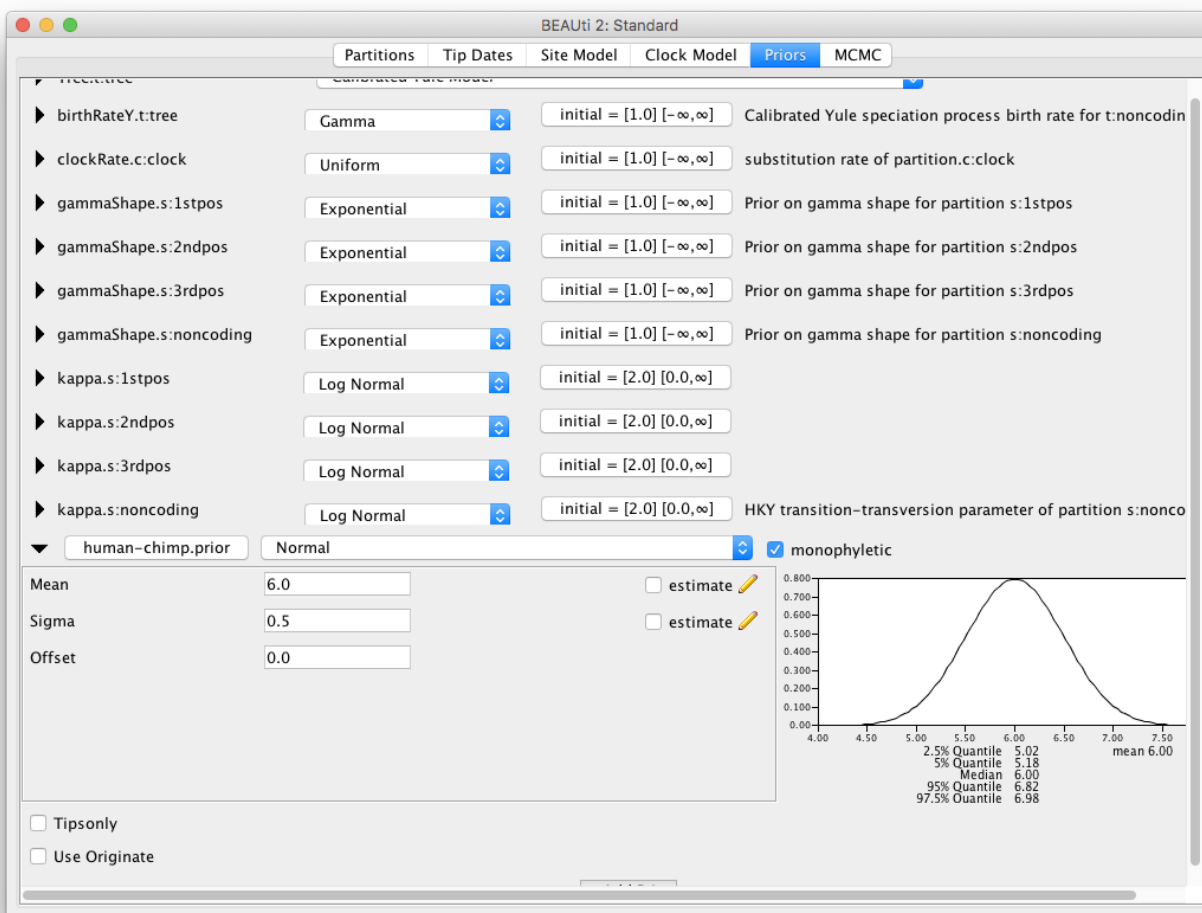 BEAUti 2: Standard
Partitions Tip Dates Site Model Clock Model Priors MCMC
Tree.t:tree Calibrated Yule Model
birthRateY.t:tree Gamma initial = [1.0] [-∞,∞] Calibrated Yule speciation process birth rate for t:noncodin
clockRate.c:clock Uniform initial = [1.0] [-∞,∞] substitution rate of partition.c:clock
gammaShape.s:1stpos Exponential initial = [1.0] [-∞,∞] Prior on gamma shape for partition s:1stpos
gammaShape.s:2ndpos Exponential initial = [1.0] [-∞,∞] Prior on gamma shape for partition s:2ndpos
gammaShape.s:3rdpos Exponential initial = [1.0] [-∞,∞] Prior on gamma shape for partition s:3rdpos
gammaShape.s:noncoding Exponential initial = [1.0] [-∞,∞] Prior on gamma shape for partition s:noncoding
kappa.s:1stpos Log Normal initial = [2.0] [0.0,∞]
kappa.s:2ndpos Log Normal initial = [2.0] [0.0,∞]
kappa.s:3rdpos Log Normal initial = [2.0] [0.0,∞]
kappa.s:noncoding Log Normal initial = [2.0] [0.0,∞] HKY transition-transversion parameter of partition s:nonco
human-chimp.prior Normal monophyletic
Mean 6.0 estimate
Sigma 0.5 estimate
Offset 0.0
0.800
0.700
0.600
0.500
0.400
0.300
0.200
0.100
0.00
4.00 4.50 5.00 5.50 6.00 6.50 7.00 7.50
2.5% Quantile 5.02 mean 6.00
5% Quantile 5.18
Median 6.00
95% Quantile 6.82
97.5% Quantile 6.98
Tipsonly
Use Originate